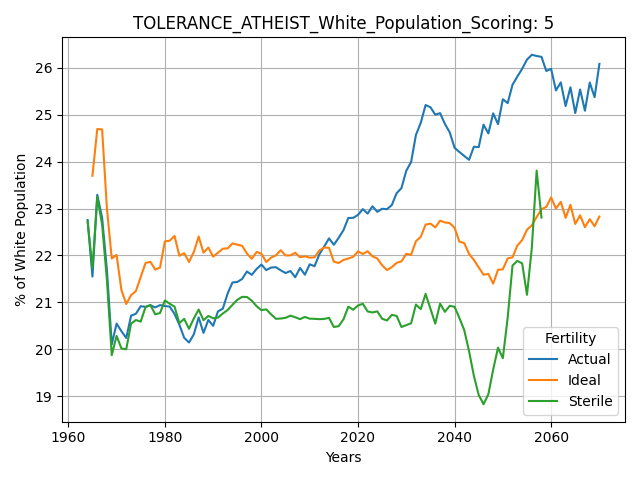 TOLERANCE_ATHEIST_White_Population_Scoring: 5
% of White Population
26
25
24
23
22
21
20
19
1960
1980
2000
2020
2040
2060
Years
Fertility
Actual
Ideal
Sterile